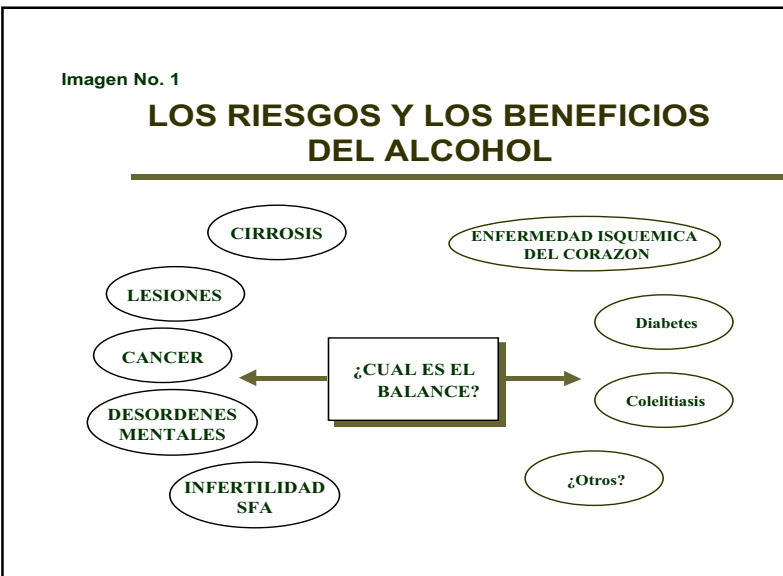 Imagen No. 1
LOS RIESGOS Y LOS BENEFICIOS
DEL ALCOHOL
CIRROSIS
LESIONES
CANCER
DESORDENES
MENTALES
INFERTILIDAD
SFA
¿CUAL ES EL
BALANCE?
ENFERMEDAD ISQUEMICA
DEL CORAZON
Diabetes
Colelitiasis
¿Otros?